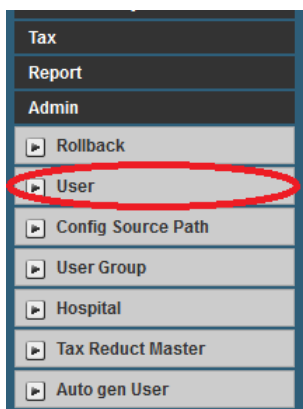 Tax
Report
Admin
Rollback
User
Config Source Path
User Group
Hospital
Tax Reduct Master
Auto gen User